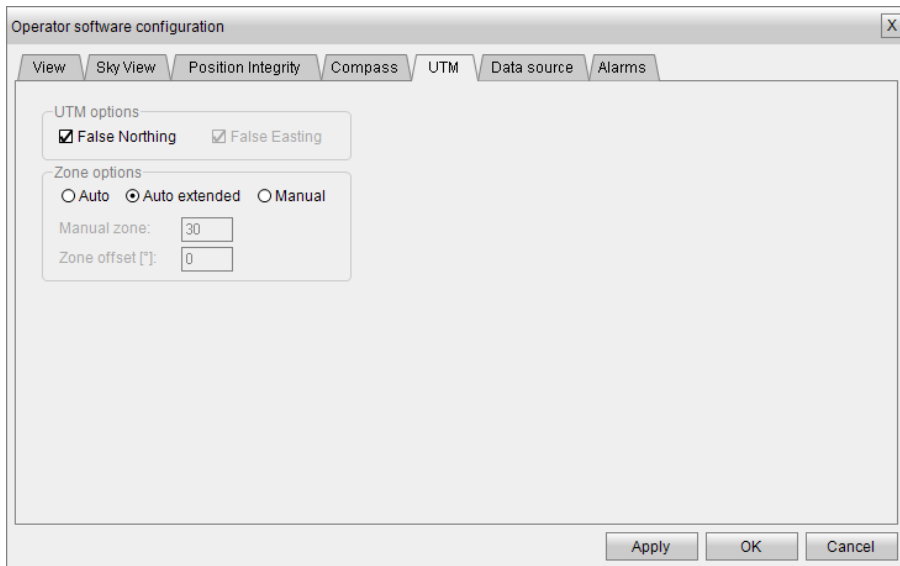 Operator software configuration X
View Sky View Position Integrity Compass UTM Data source Alarms
UTM options
False Northing False Easting
Zone options
Auto Auto extended Manual
Manual zone: 30
Zone offset [°]: 0
Apply OK Cancel